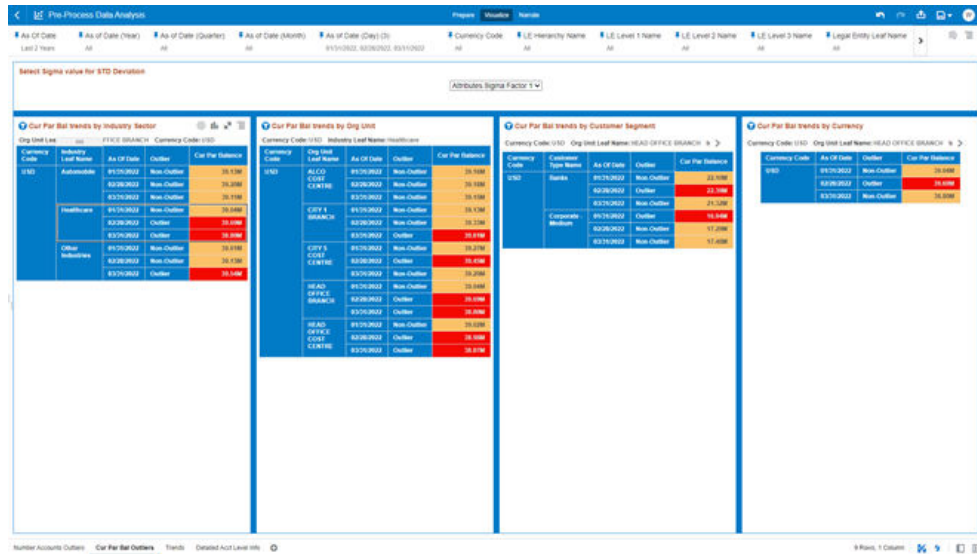 Pre-Process Data Analysis
Prepare Visualize Narrate
As Of Date As of Date (Year) As of Date (Quarter) As of Date (Month) As of Date (Day) (3) Currency Code LE Hierarchy Name LE Level 1 Name LE Level 2 Name LE Level 3 Name Legal Entity Leaf Name
Last 2 Years All All All 01/31/2022, 02/28/2022, 03/31/2022 All All All All All All
Select Sigma value for STD Deviation
Attributes.Sigma Factor 1
Cur Par Bal trends by Industry Sector
Org Unit Lea FFICE BRANCH Currency Code: USD
Currency Code Industry Leaf Name As Of Date Outlier Cur Par Balance
USD Automobile 01/31/2022 Non-Outlier 39.13M
02/28/2022 Non-Outlier
03/31/2022 Non-Outlier
Healthcare 01/31/2022 Non-Outlier
02/28/2022 Outlier
03/31/2022 Outlier
Other Industries 01/31/2022 Non-Outlier
02/28/2022 Non-Outlier 39.13M
03/31/2022 Outlier
Cur Par Bal trends by Org Unit
Currency Code: USD Industry Leaf Name: Healthcare
Currency Code Org Unit Leaf Name As Of Date Outlier Cur Par Balance
USD ALCO COST CENTRE 01/31/2022 Non-Outlier
02/28/2022 Non-Outlier
03/31/2022 Non-Outlier
CITY 1 BRANCH 01/31/2022 Non-Outlier
02/28/2022 Non-Outlier
03/31/2022 Outlier
CITY 5 COST CENTRE 01/31/2022 Non-Outlier
02/28/2022 Outlier
03/31/2022 Non-Outlier
HEAD OFFICE BRANCH 01/31/2022 Non-Outlier
02/28/2022 Outlier
03/31/2022 Outlier
HEAD OFFICE COST CENTRE 01/31/2022 Non-Outlier
02/28/2022 Outlier
03/31/2022 Outlier
Cur Par Bal trends by Customer Segment
Currency Code: USD Org Unit Leaf Name: HEAD OFFICE BRANCH
Currency Code Customer Type Name As Of Date Outlier Cur Par Balance
USD Banks 01/31/2022 Non-Outlier
02/28/2022 Outlier
03/31/2022 Non-Outlier
Corporate - Medium 01/31/2022 Outlier
02/28/2022 Non-Outlier
03/31/2022 Non-Outlier
Cur Par Bal trends by Currency
Currency Code: USD Org Unit Leaf Name: HEAD OFFICE BRANCH
Currency Code As Of Date Outlier Cur Par Balance
USD 01/31/2022 Non-Outlier
02/28/2022 Outlier
03/31/2022 Non-Outlier
Number Accounts Outliers Cur Par Bal Outliers Trends Detailed Acct Level Info
9 Rows, 1 Column